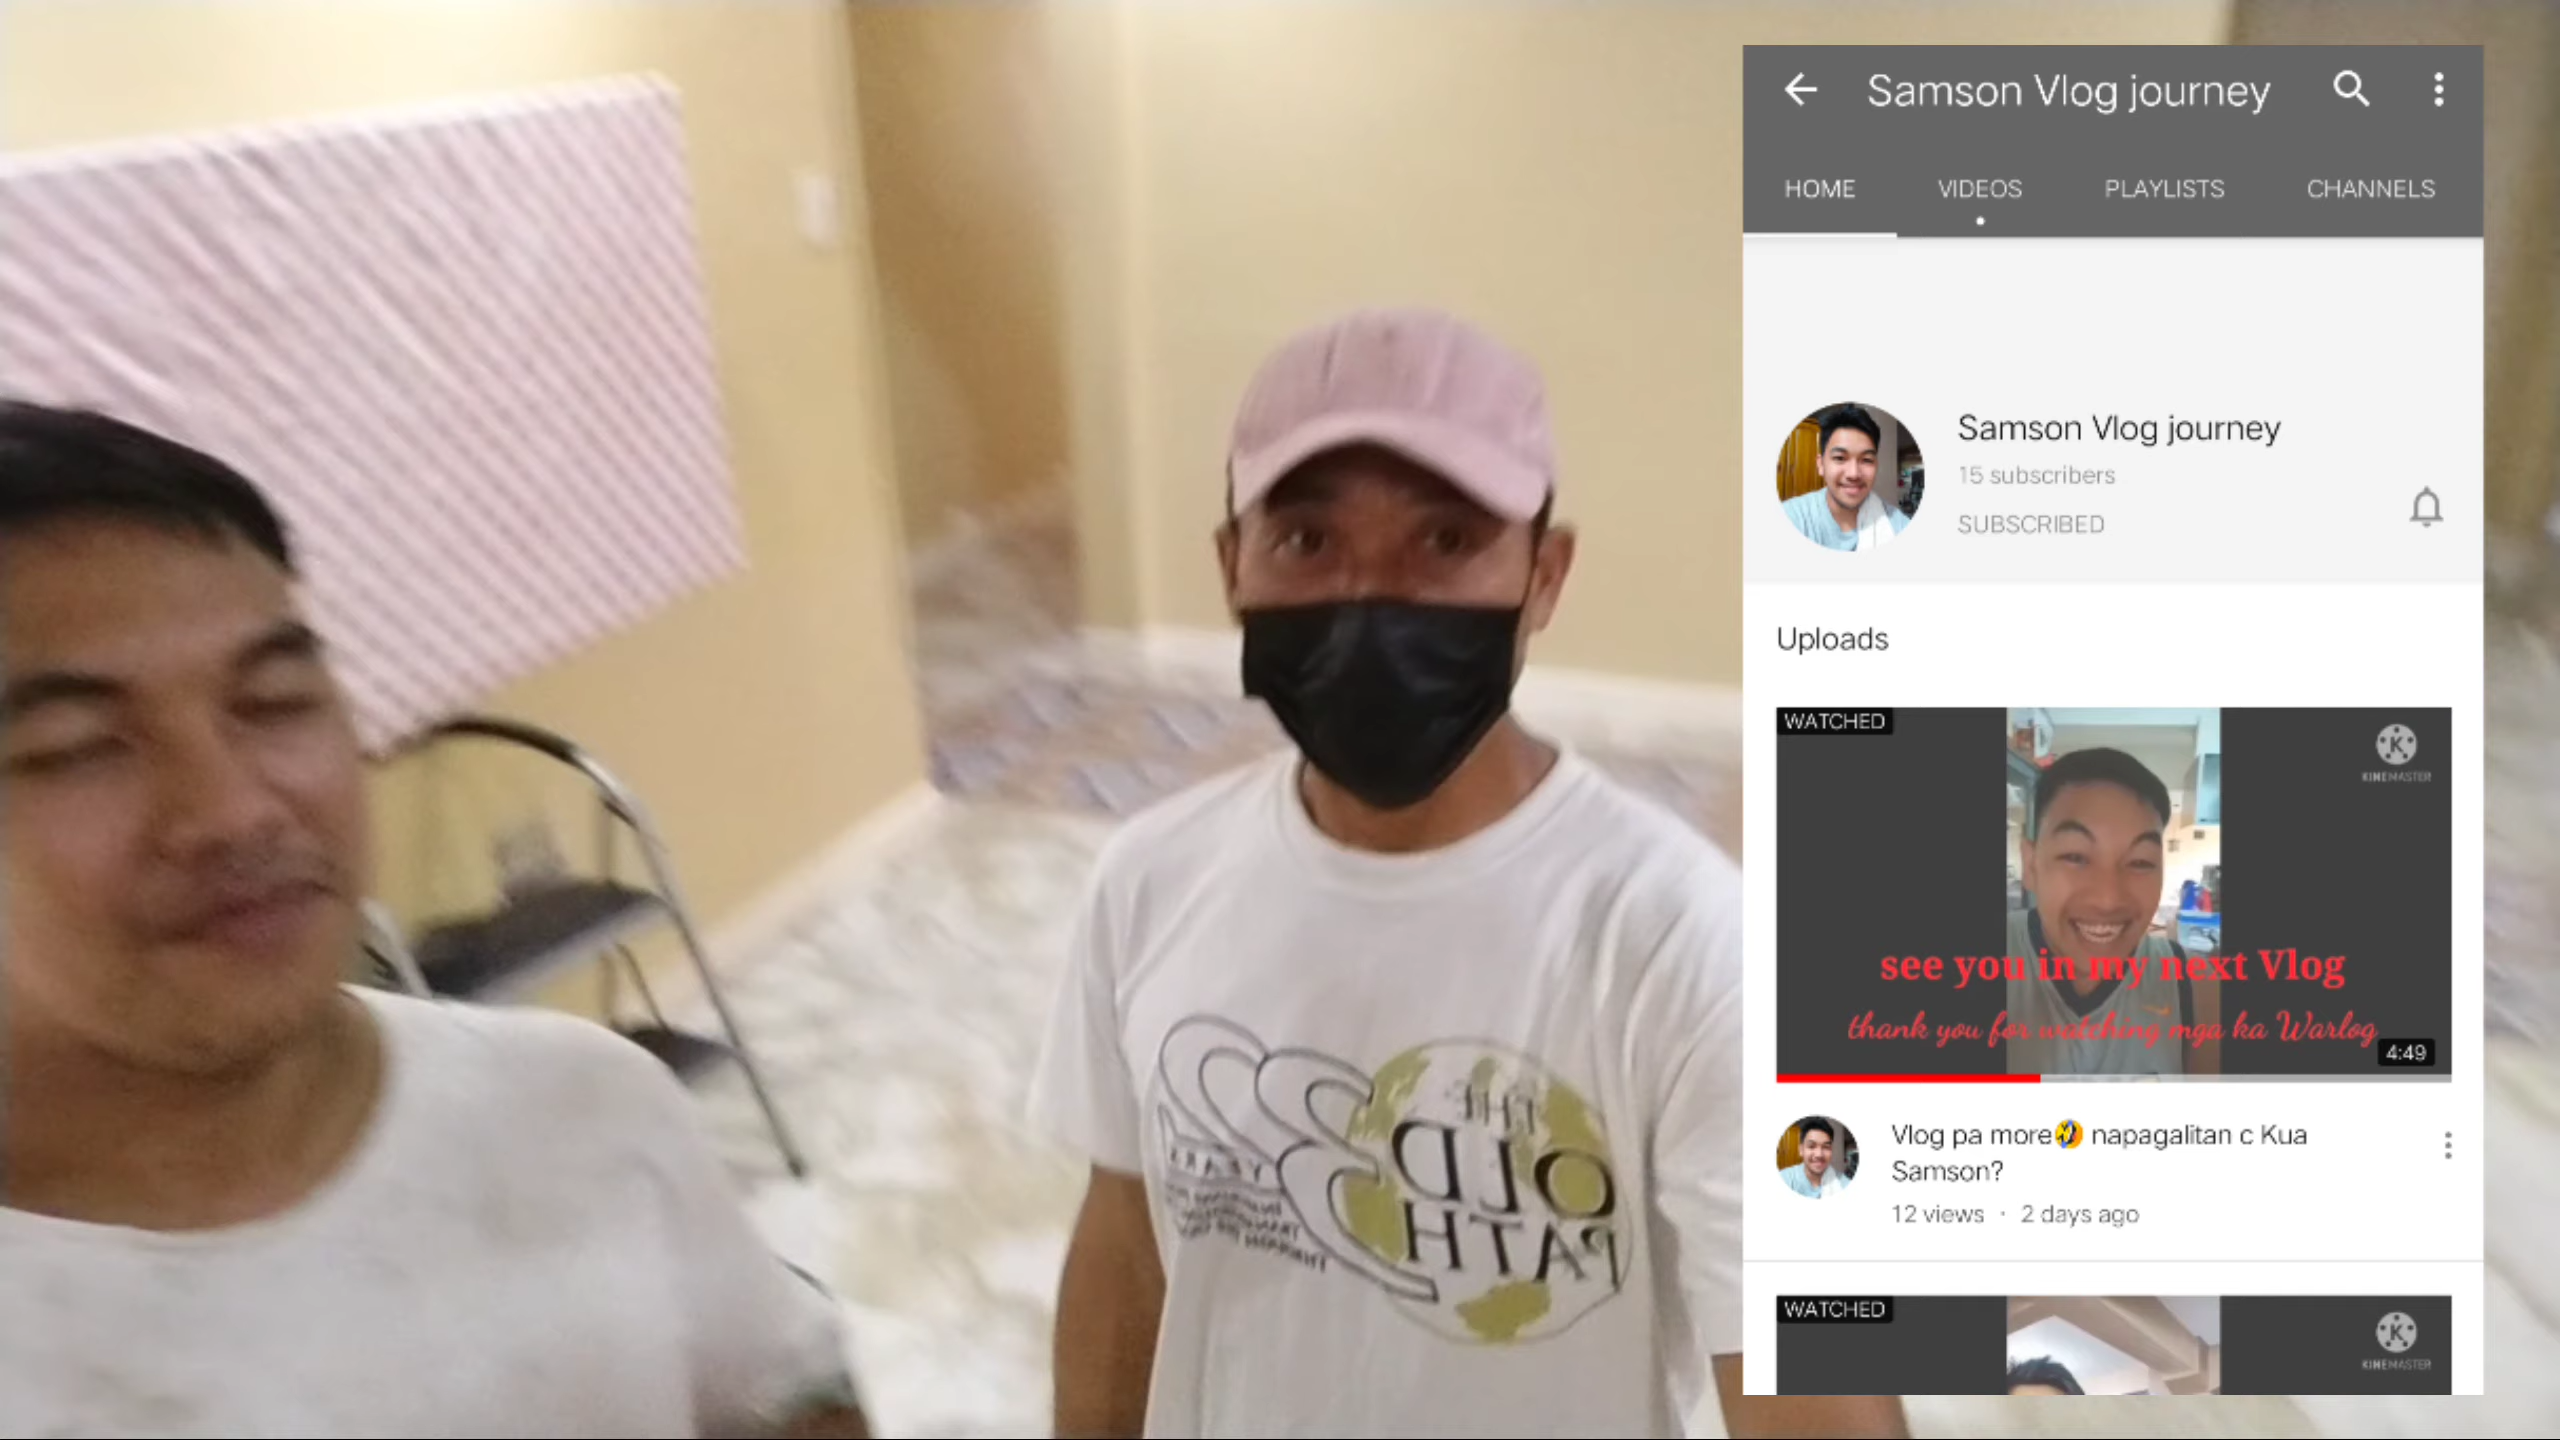 Samson Vlog journey
HOME VIDEOS PLAYLISTS CHANNELS
Samson Vlog journey
15 subscribers
SUBSCRIBED
Uploads
WATCHED
KINEMASTER
see you in my next Vlog
thank you for watching mga ka Warlog
4:49
Vlog pa more🤣 napagalitan c Kua
Samson?
12 views · 2 days ago
WATCHED
KINEMASTER
THE
OLD
PATH
YEARS